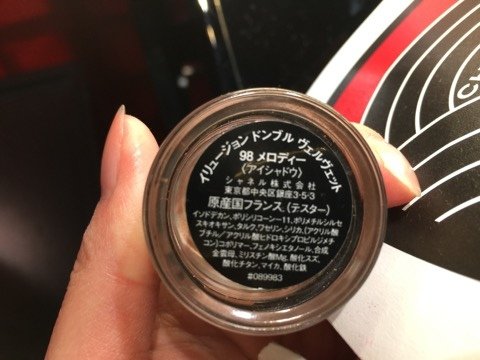 イリュージョン ドンブル ヴェルヴェット
98 メロディー
(アイシャドウ)
シャネル株式会社
東京都中央区銀座3-5-3
原産国フランス、(テスター)
インドデカン、ポリシリコーン-11、ポリメチルシルセ
スキオキサン、タルク、ワセリン、シリカ、(アクリル酸
ブチル/アクリル酸ヒドロキシプロピルジメチ
コン)コポリマー、フェノキシエタノール、合成
金雲母、ミリスチン酸Mg、酸化スズ、
酸化チタン、マイカ、酸化鉄
#089983